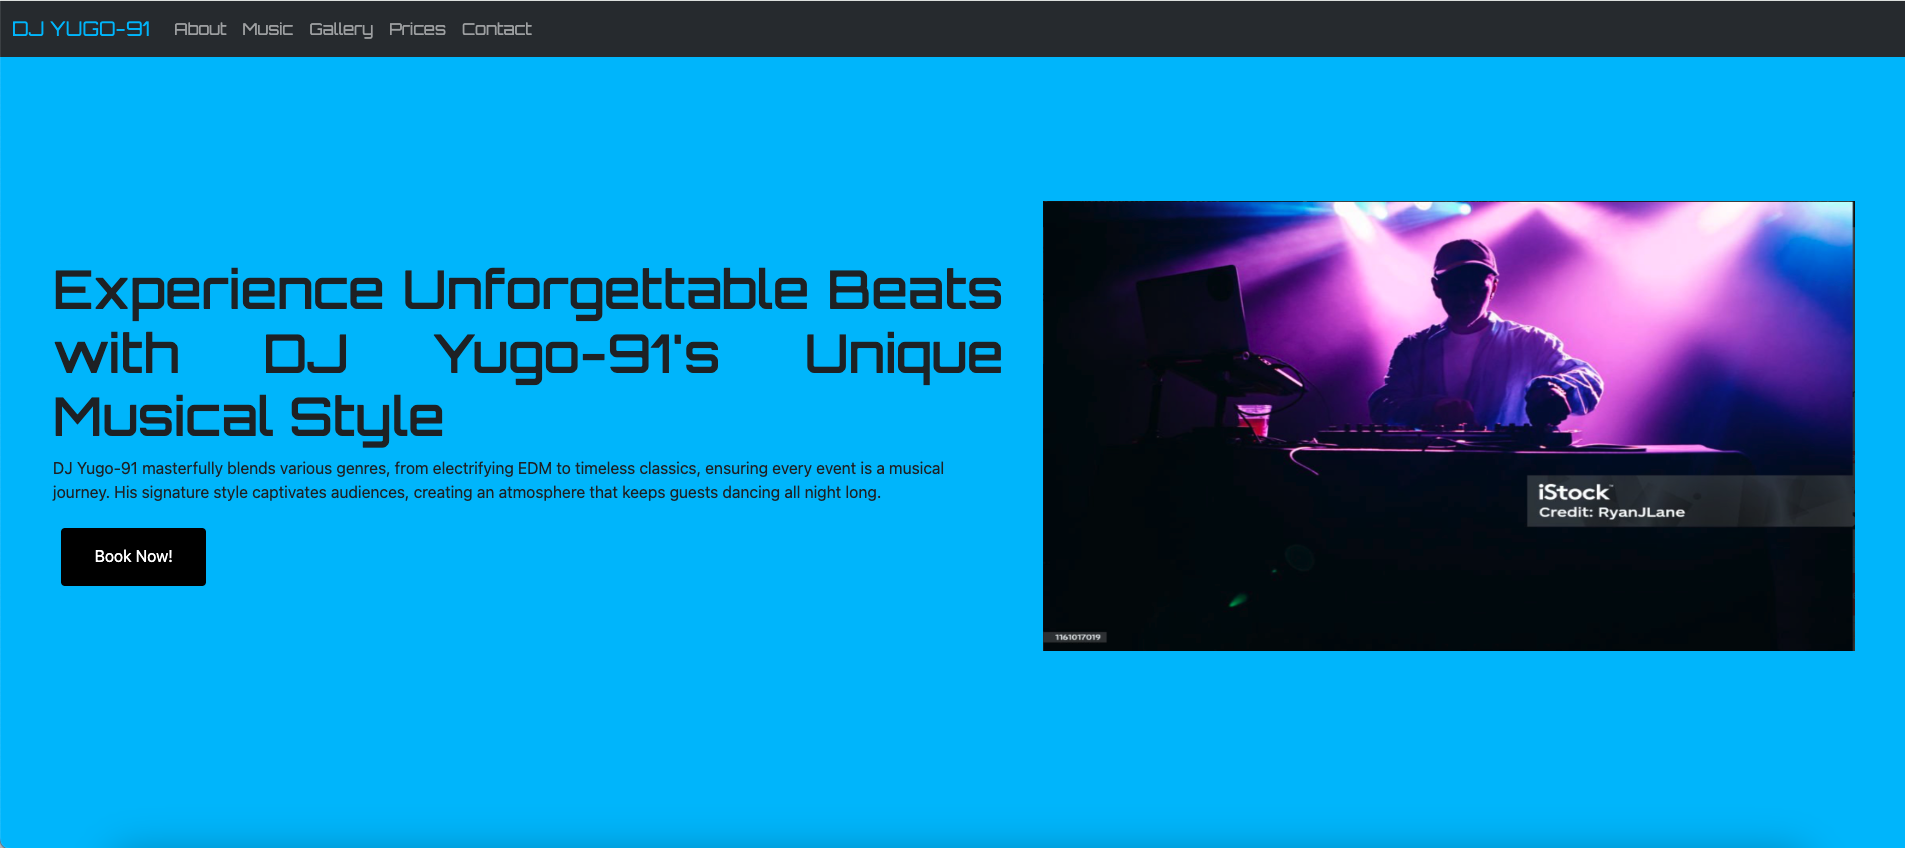 DJ YUGO-91 About Music Gallery Prices Contact
Experience Unforgettable Beats
with DJ Yugo-91's Unique
Musical Style
DJ Yugo-91 masterfully blends various genres, from electrifying EDM to timeless classics, ensuring every event is a musical
journey. His signature style captivates audiences, creating an atmosphere that keeps guests dancing all night long.
Book Now!
iStock™
Credit: RyanJLane
1161017019